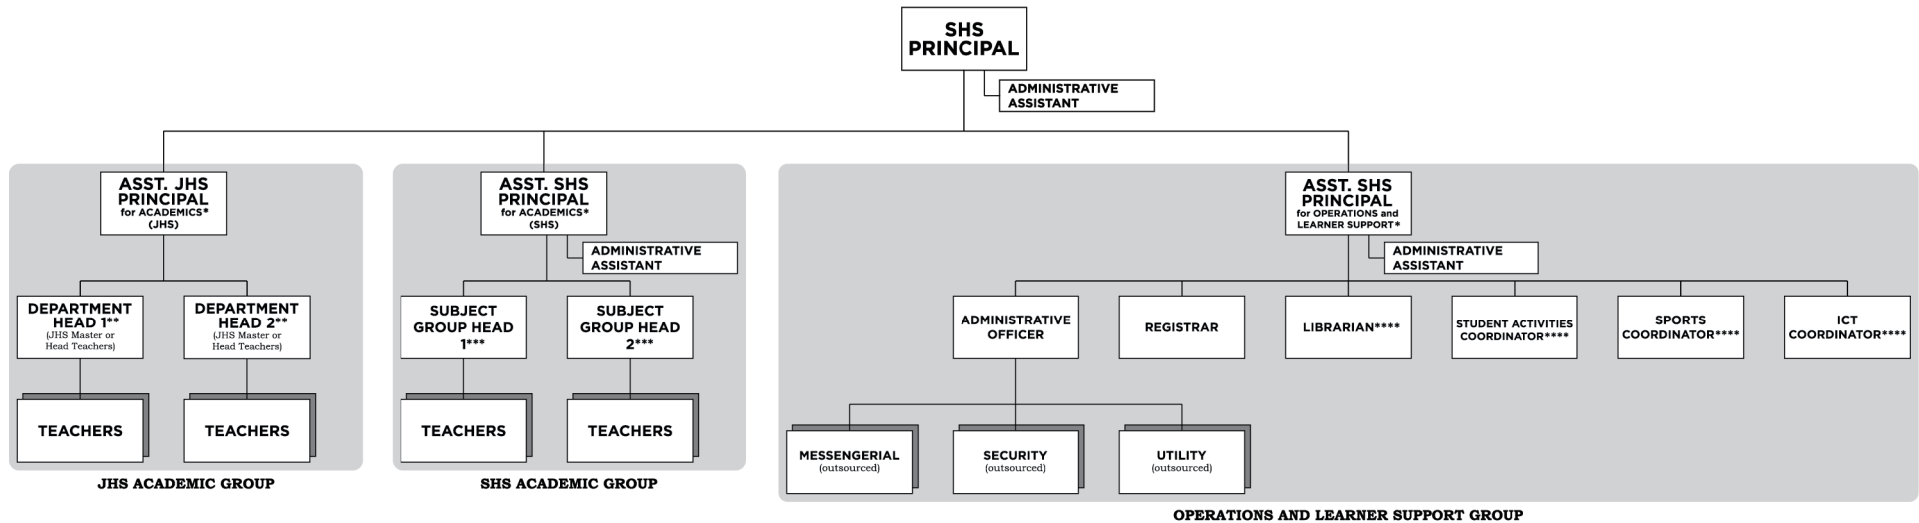 SHS
PRINCIPAL
ADMINISTRATIVE
ASSISTANT
ASST. JHS
PRINCIPAL
for ACADEMICS*
(JHS)
DEPARTMENT
HEAD 1**
(JHS Master or
Head Teachers)
DEPARTMENT
HEAD 2**
(JHS Master or
Head Teachers)
TEACHERS
TEACHERS
JHS ACADEMIC GROUP
ASST. SHS
PRINCIPAL
for ACADEMICS*
(SHS)
ADMINISTRATIVE
ASSISTANT
SUBJECT
GROUP HEAD
1***
SUBJECT
GROUP HEAD
2***
TEACHERS
TEACHERS
SHS ACADEMIC GROUP
ASST. SHS
PRINCIPAL
for OPERATIONS and
LEARNER SUPPORT*
ADMINISTRATIVE
ASSISTANT
ADMINISTRATIVE
OFFICER
REGISTRAR
LIBRARIAN****
STUDENT ACTIVITIES
COORDINATOR****
SPORTS
COORDINATOR****
ICT
COORDINATOR****
MESSENGERIAL
(outsourced)
SECURITY
(outsourced)
UTILITY
(outsourced)
OPERATIONS AND LEARNER SUPPORT GROUP